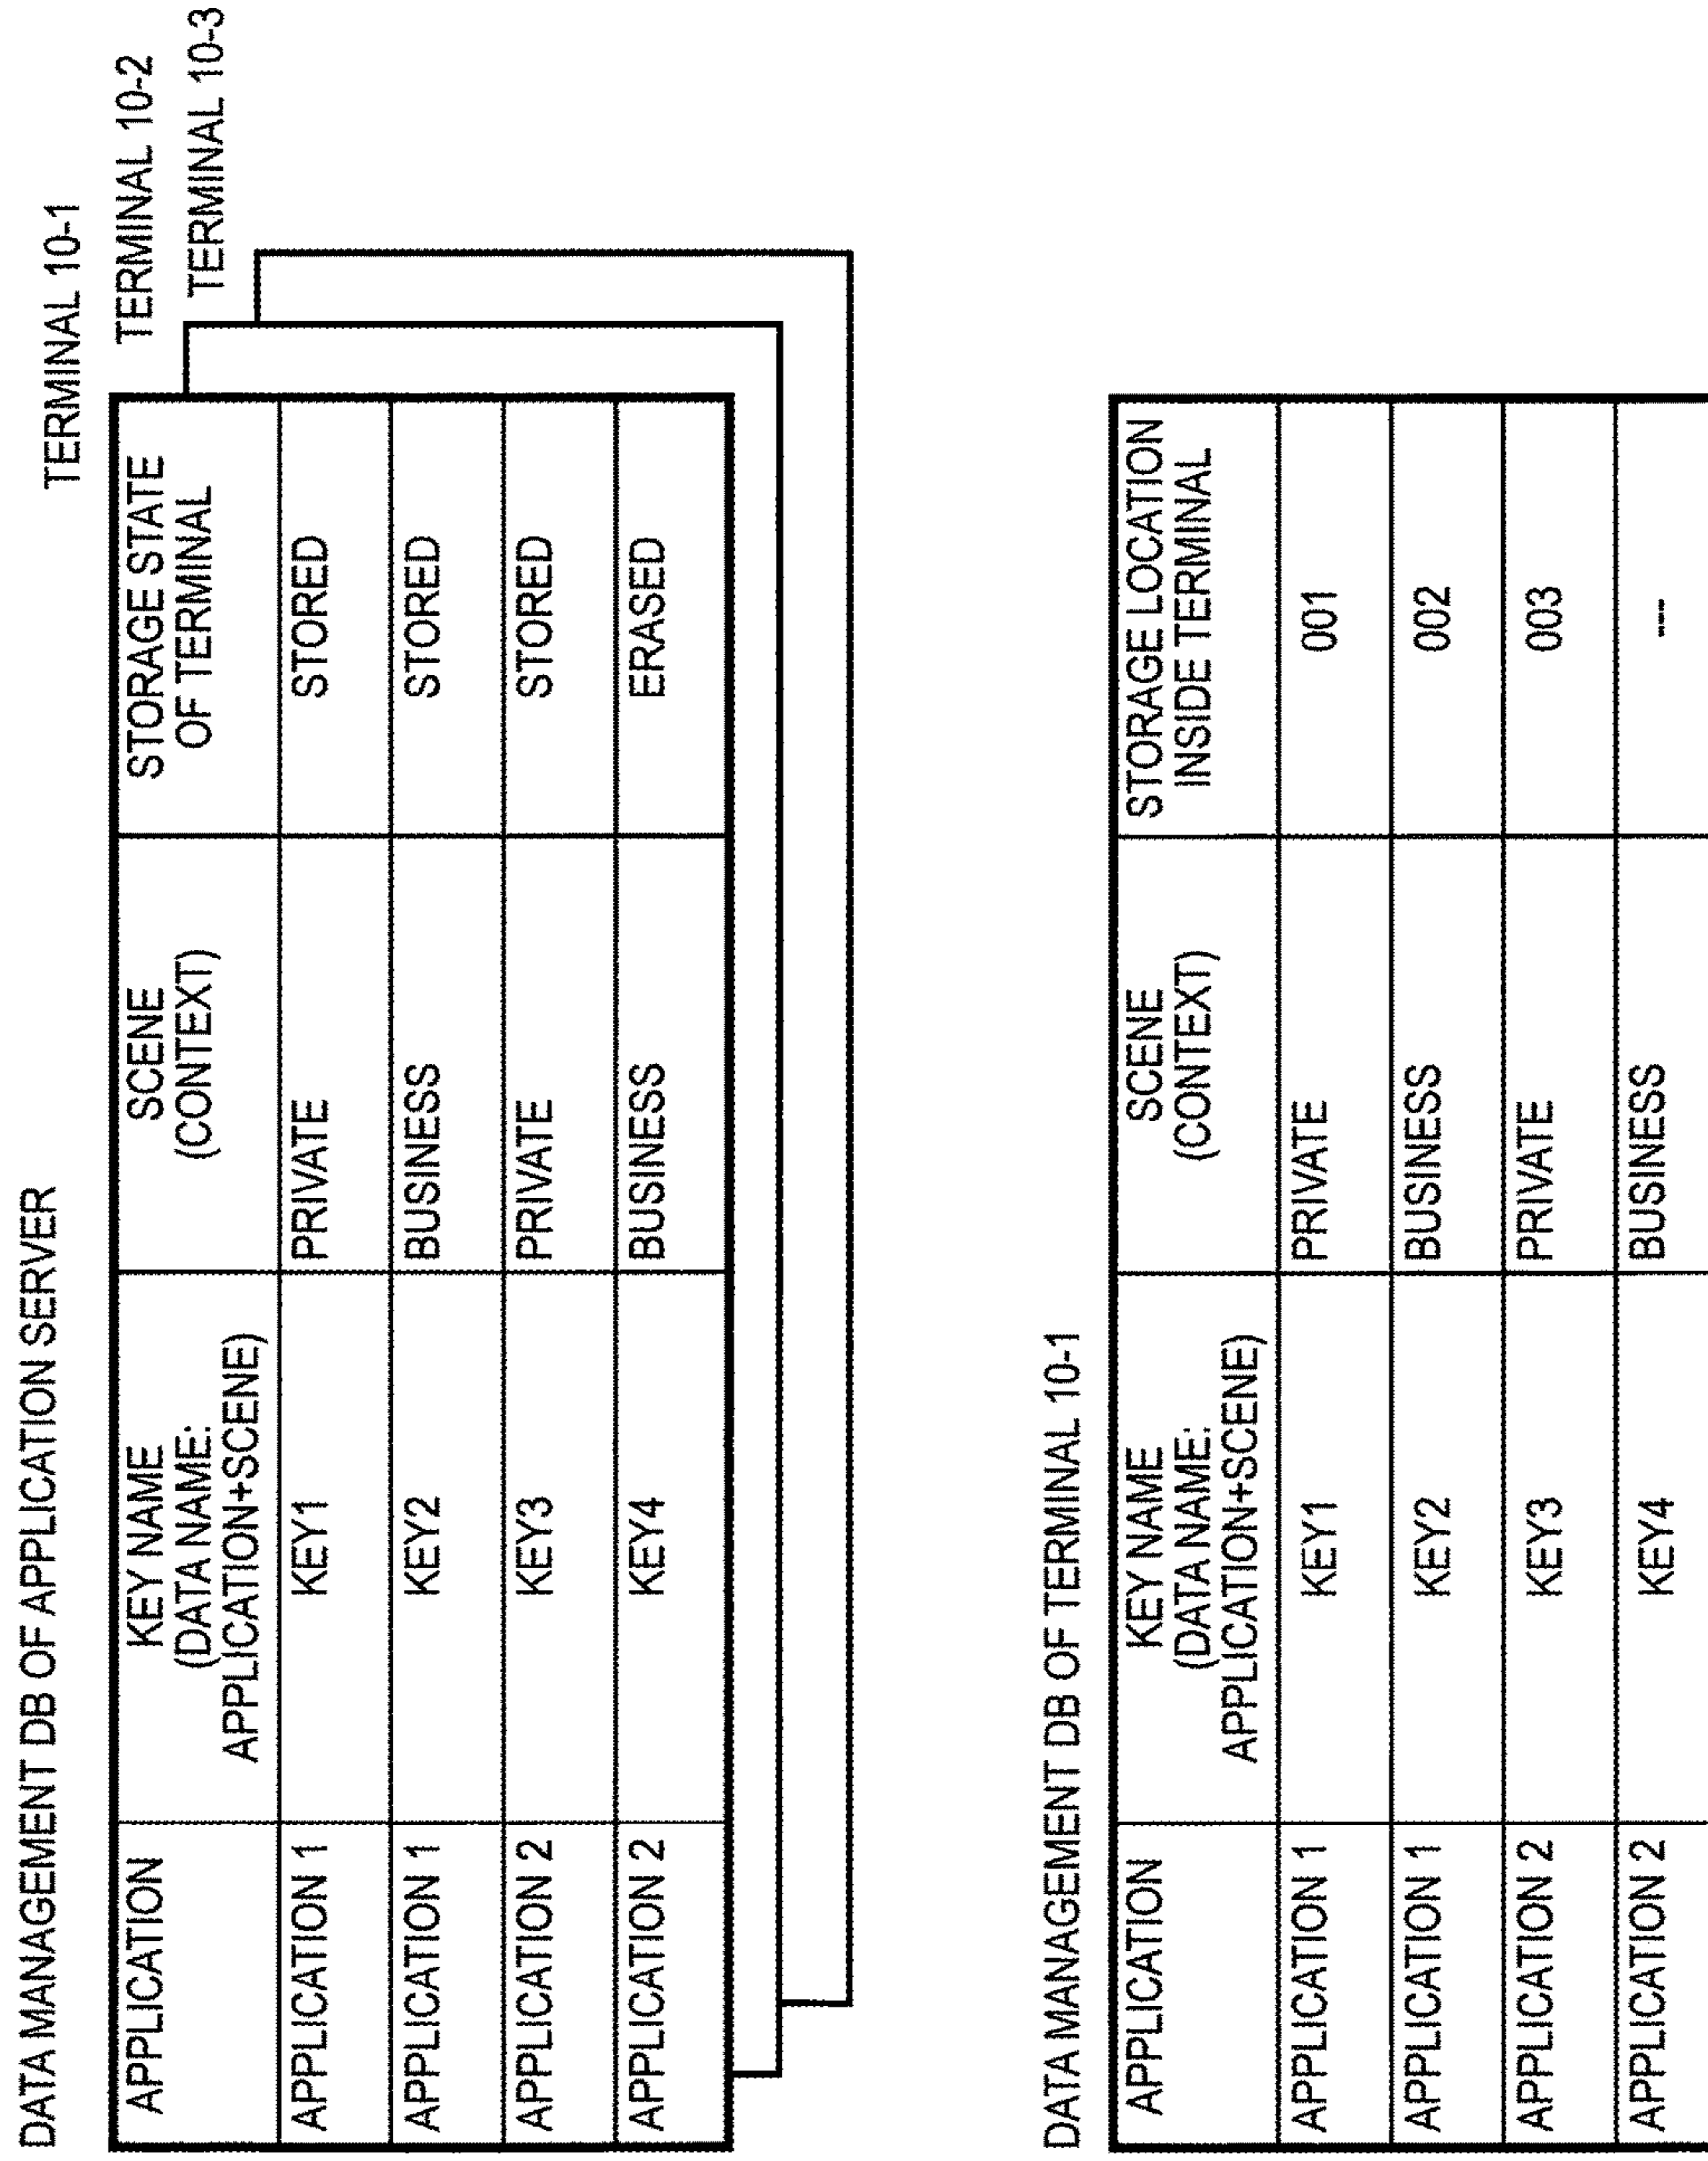 DATA MANAGEMENT DB OF APPLICATION SERVER
TERMINAL 10-1
TERMINAL 10-2
TERMINAL 10-3
APPLICATION
KEY NAME
(DATA NAME:
APPLICATION+SCENE)
SCENE
(CONTEXT)
STORAGE STATE
OF TERMINAL
APPLICATION 1 KEY1 PRIVATE STORED
APPLICATION 1 KEY2 BUSINESS STORED
APPLICATION 2 KEY3 PRIVATE STORED
APPLICATION 2 KEY4 BUSINESS ERASED
DATA MANAGEMENT DB OF TERMINAL 10-1
APPLICATION
KEY NAME
(DATA NAME:
APPLICATION+SCENE)
SCENE
(CONTEXT)
STORAGE LOCATION
INSIDE TERMINAL
APPLICATION 1 KEY1 PRIVATE 001
APPLICATION 1 KEY2 BUSINESS 002
APPLICATION 2 KEY3 PRIVATE 003
APPLICATION 2 KEY4 BUSINESS ---